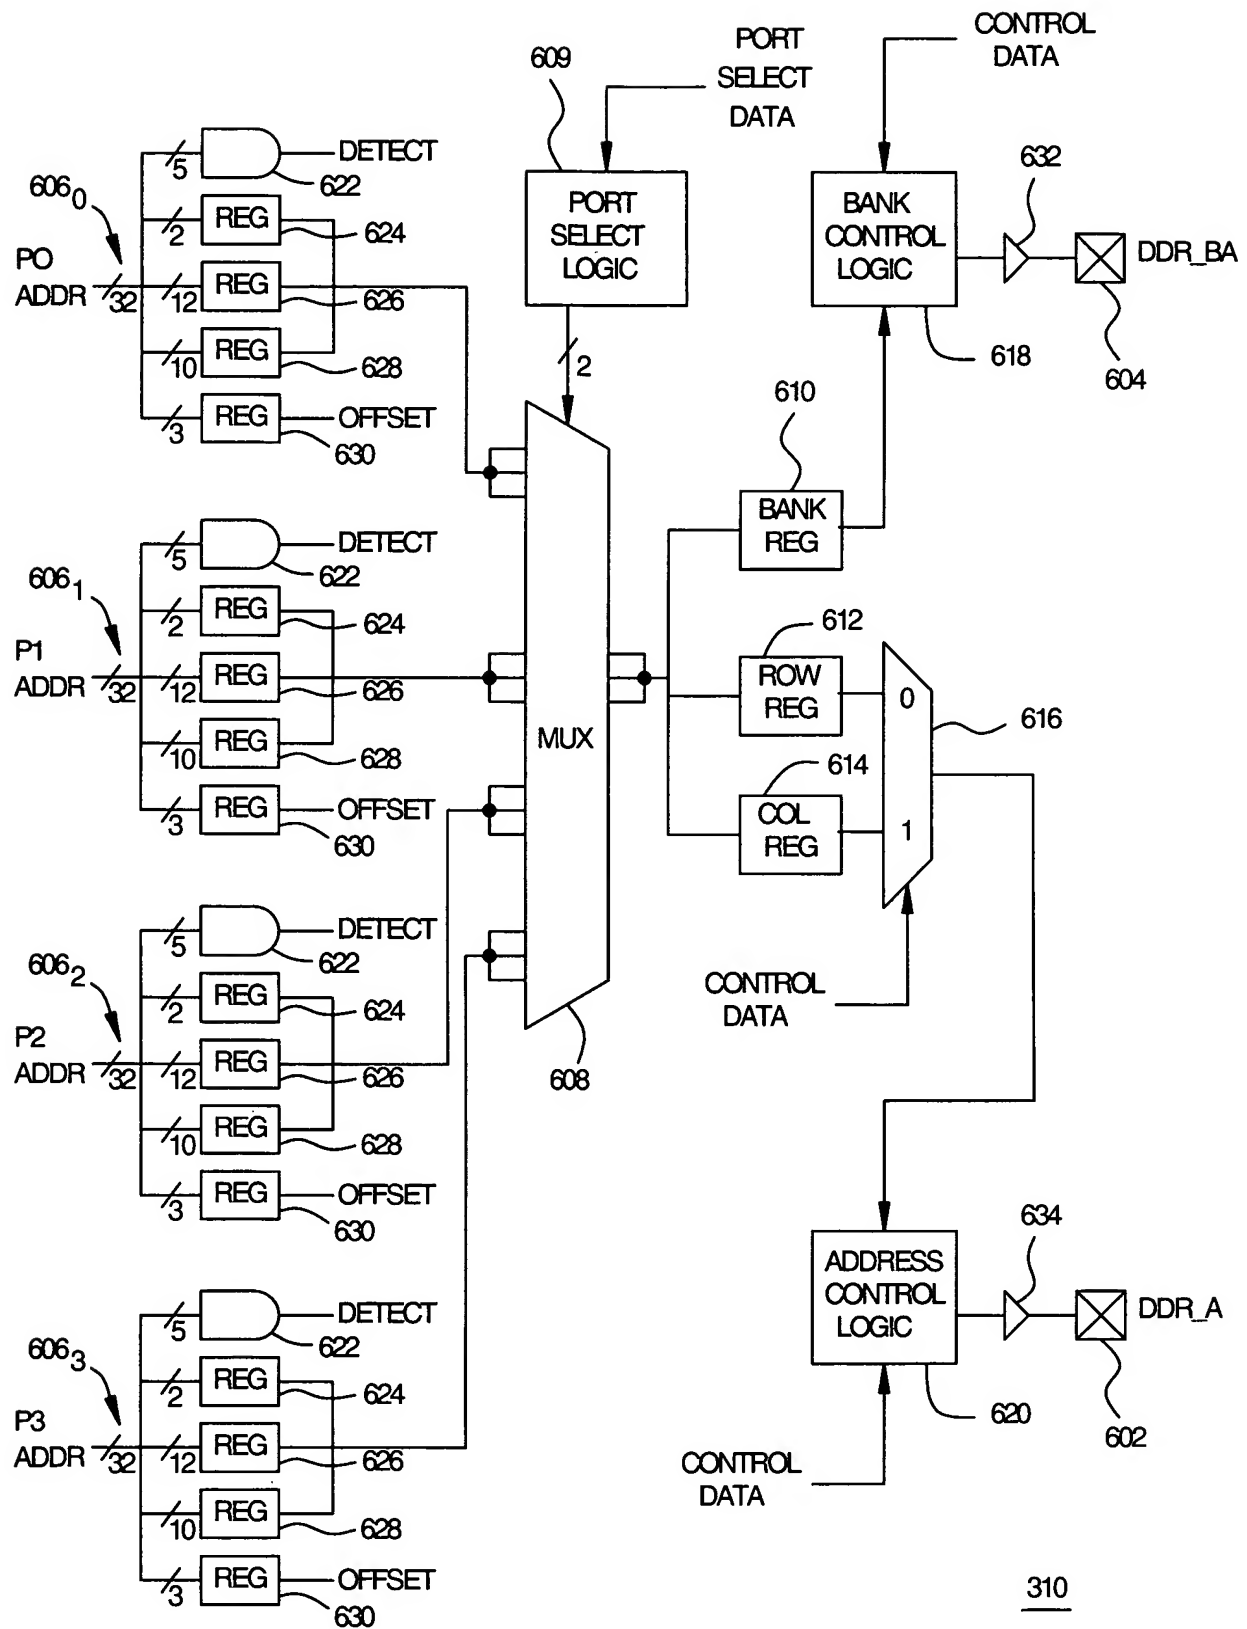 PORT
SELECT
DATA
CONTROL
DATA
609
632
DETECT
5
622
606 0
REG
2
624
PORT
SELECT
LOGIC
BANK
CONTROL
LOGIC
DDR_BA
P0
ADDR
32
12
REG
626
618
604
10
REG
628
2
610
3
REG
OFFSET
630
BANK
REG
DETECT
5
622
606 1
REG
2
624
P1
ADDR
32
12
REG
626
612
ROW
REG
0
616
10
REG
628
MUX
614
3
REG
OFFSET
630
COL
REG
1
DETECT
5
622
606 2
REG
2
624
CONTROL
DATA
P2
ADDR
32
12
REG
626
608
10
REG
628
3
REG
OFFSET
630
634
ADDRESS
CONTROL
LOGIC
DDR_A
DETECT
5
622
606 3
REG
2
624
620
602
P3
ADDR
32
12
REG
626
CONTROL
DATA
10
REG
628
3
REG
OFFSET
630
310